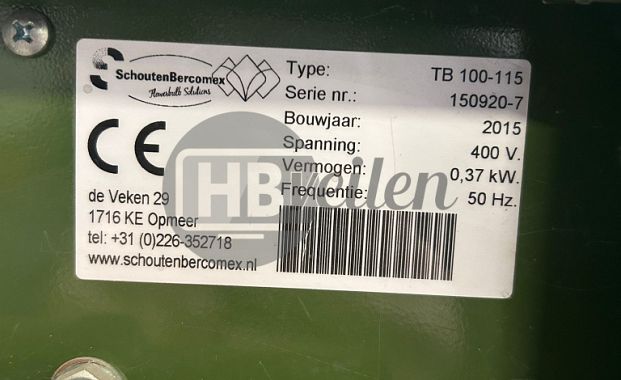 SchoutenBercomex
Flowerbulb Solutions
CE
de Veken 29
1716 KE Opmeer
tel: +31 (0)226-352718
www.schoutenbercomex.nl
Type: TB 100-115
Serie nr.: 150920-7
Bouwjaar: 2015
Spanning: 400 V.
Vermogen: 0,37 kW.
Frequentie: 50 Hz.
HBveilen